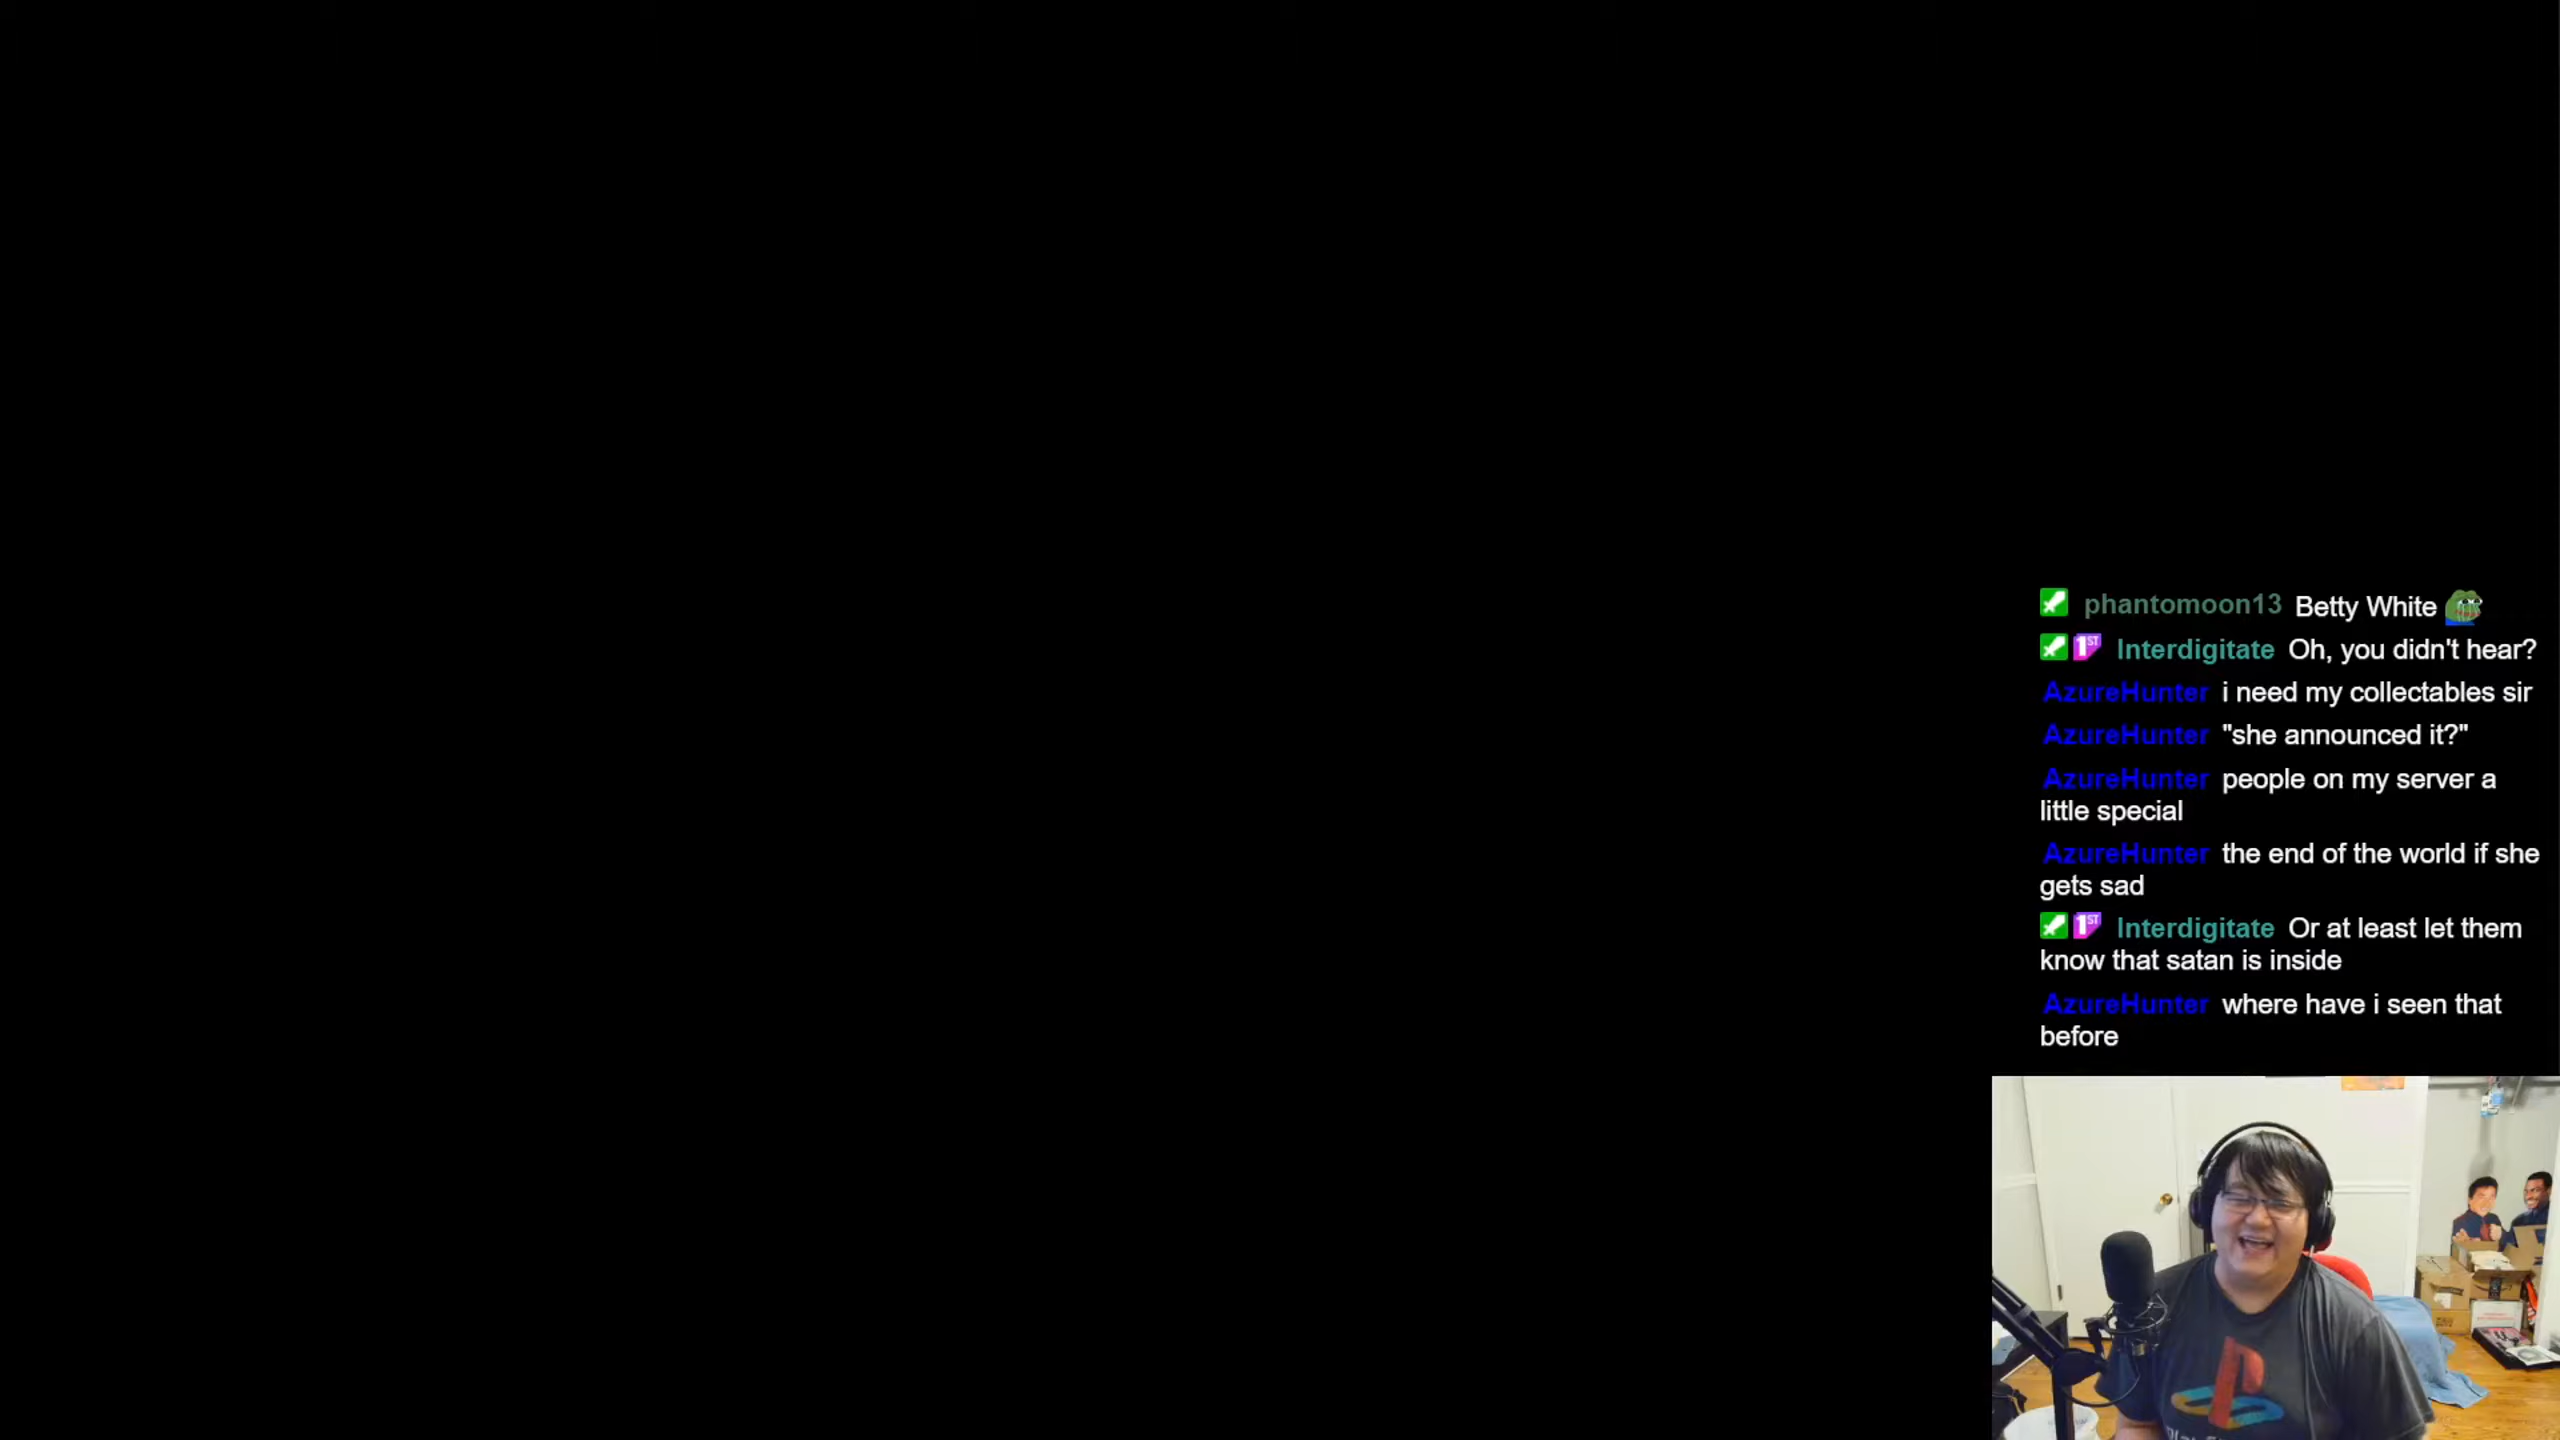 phantomoon13 Betty White
1ST Interdigitate Oh, you didn't hear?
AzureHunter i need my collectables sir
AzureHunter "she announced it?"
AzureHunter people on my server a
little special
AzureHunter the end of the world if she
gets sad
1ST Interdigitate Or at least let them
know that satan is inside
AzureHunter where have i seen that
before